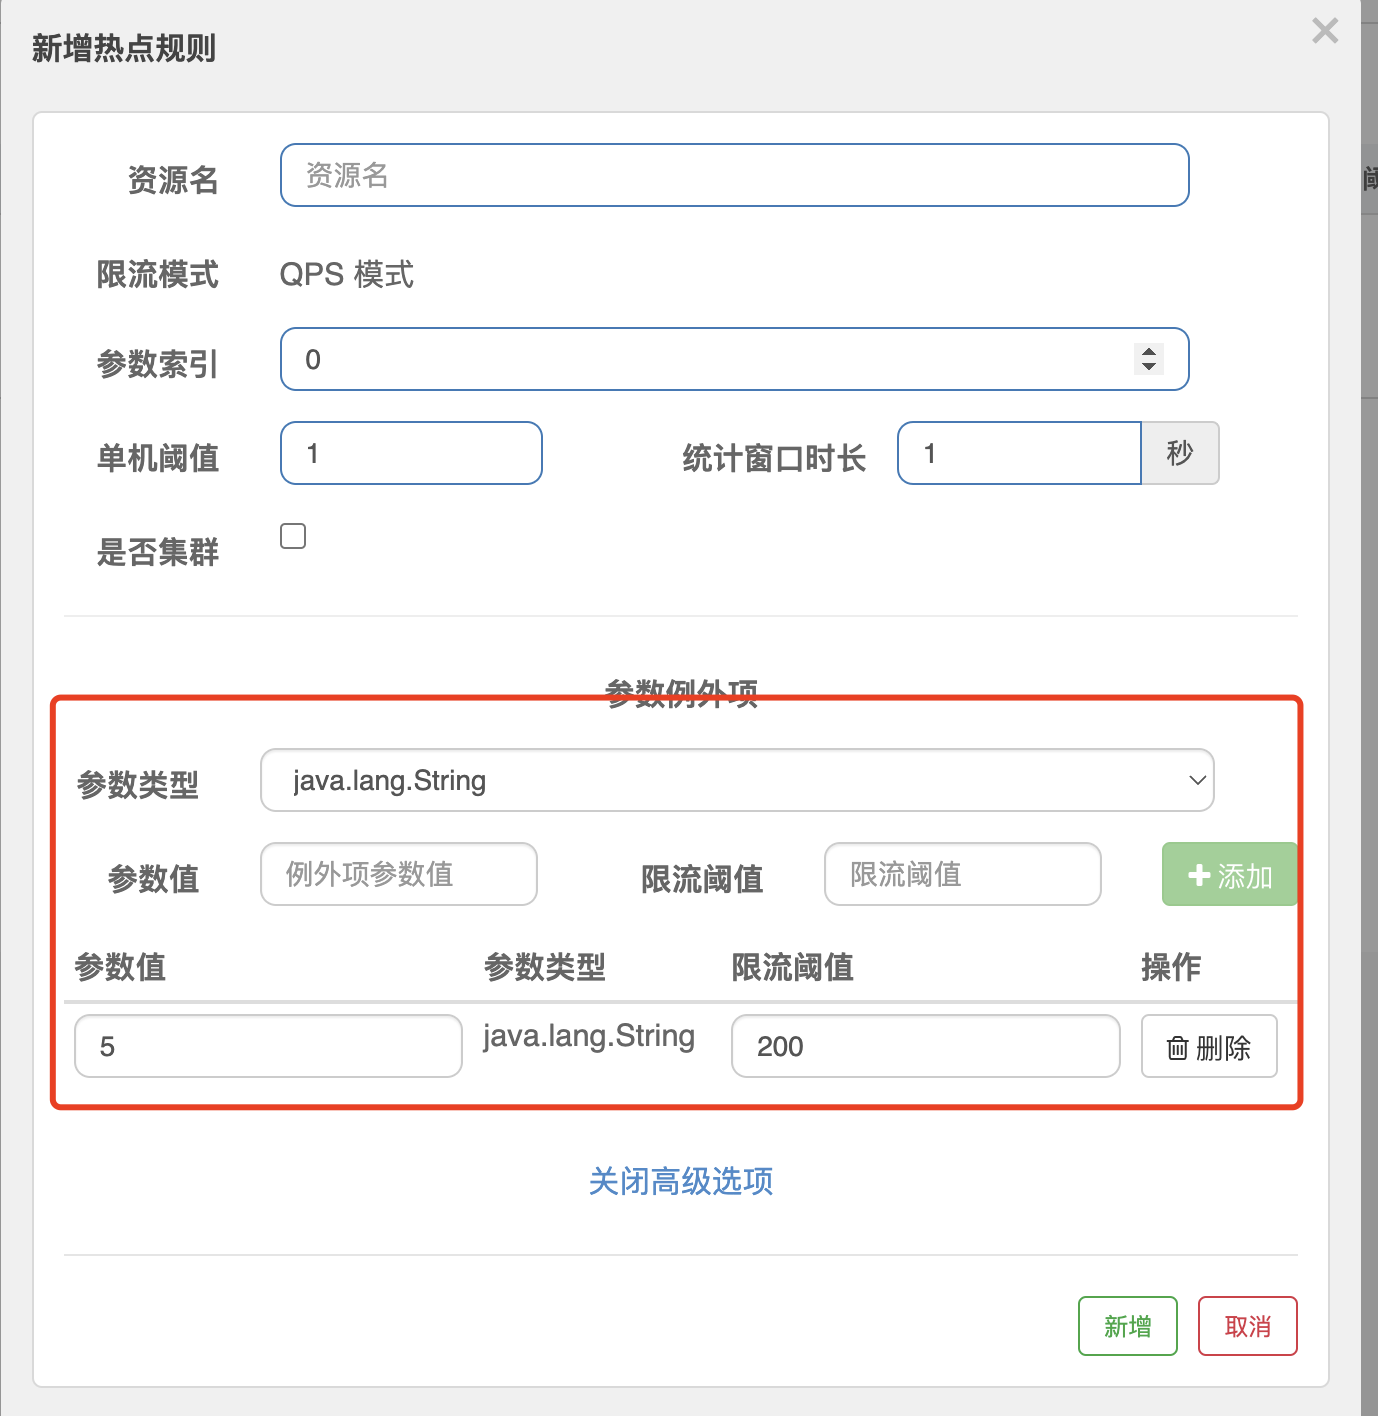 新增热点规则
×
资源名 资源名
阈
限流模式 QPS 模式
参数索引 0
单机阈值 1 统计窗口时长 1 秒
是否集群
参数例外项
参数类型 java.lang.String
参数值 例外项参数值 限流阈值 限流阈值 添加
参数值 参数类型 限流阈值 操作
5 java.lang.String 200 删除
关闭高级选项
新增 取消